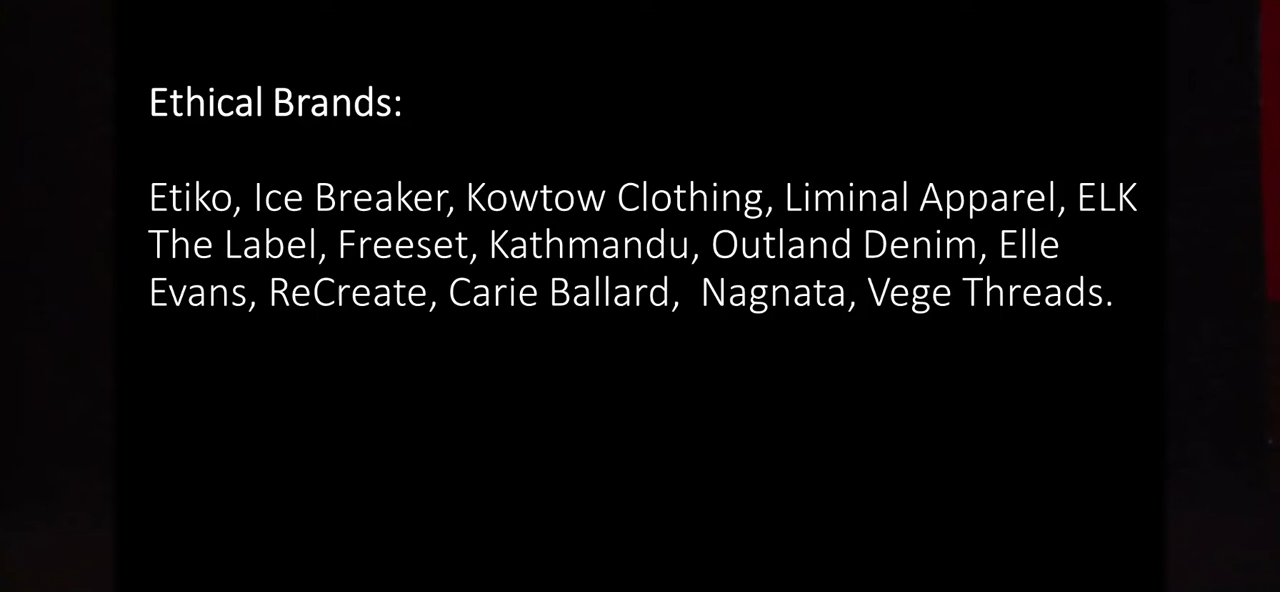 Ethical Brands:
Etiko, Ice Breaker, Kowtow Clothing, Liminal Apparel, ELK
The Label, Freeset, Kathmandu, Outland Denim, Elle
Evans, ReCreate, Carie Ballard,  Nagnata, Vege Threads.